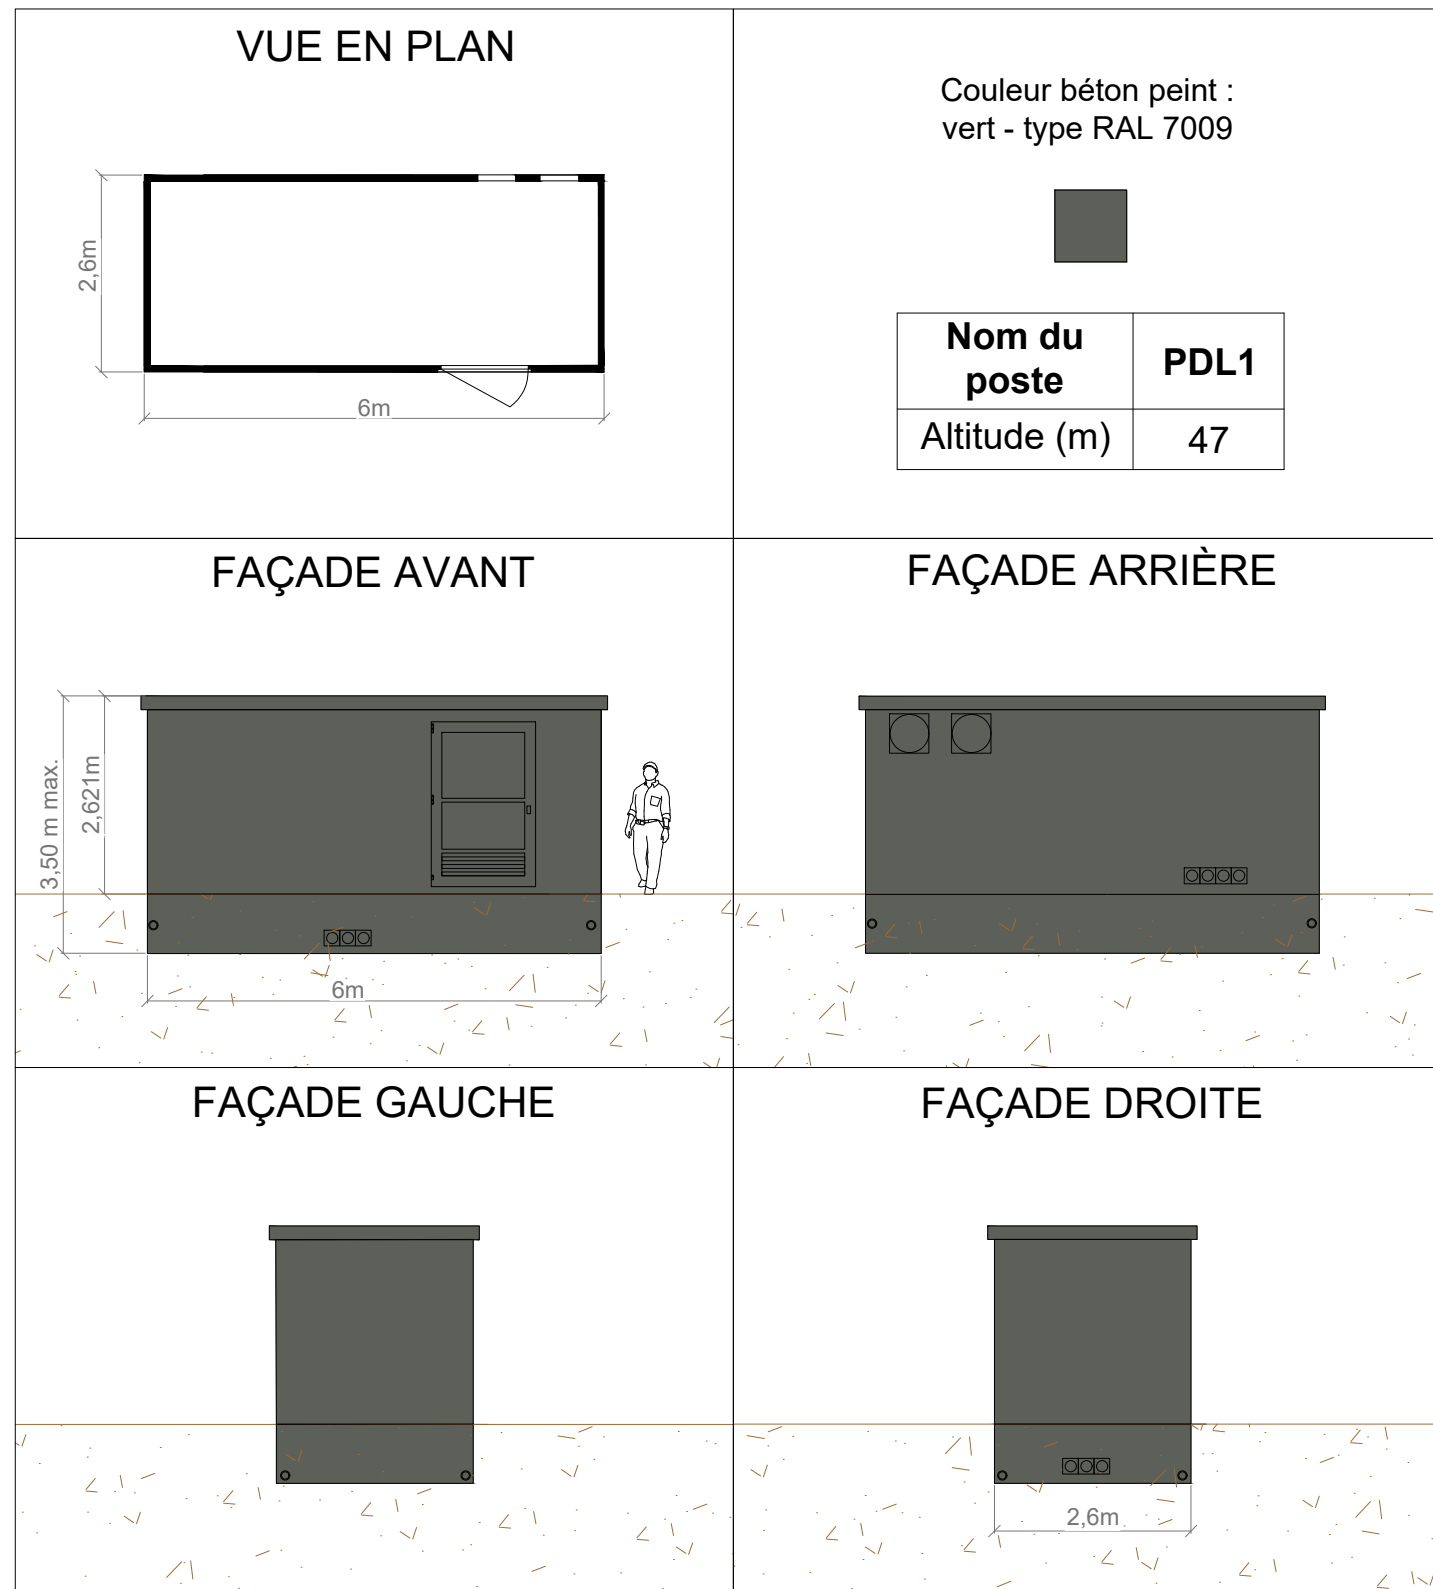 VUE EN PLAN
2,6m
6m
Couleur béton peint :
vert - type RAL 7009
Nom du
poste
PDL1
Altitude (m)
47
FAÇADE AVANT
3,50 m max.
2,621m
6m
FAÇADE ARRIÈRE
FAÇADE GAUCHE
FAÇADE DROITE
2,6m